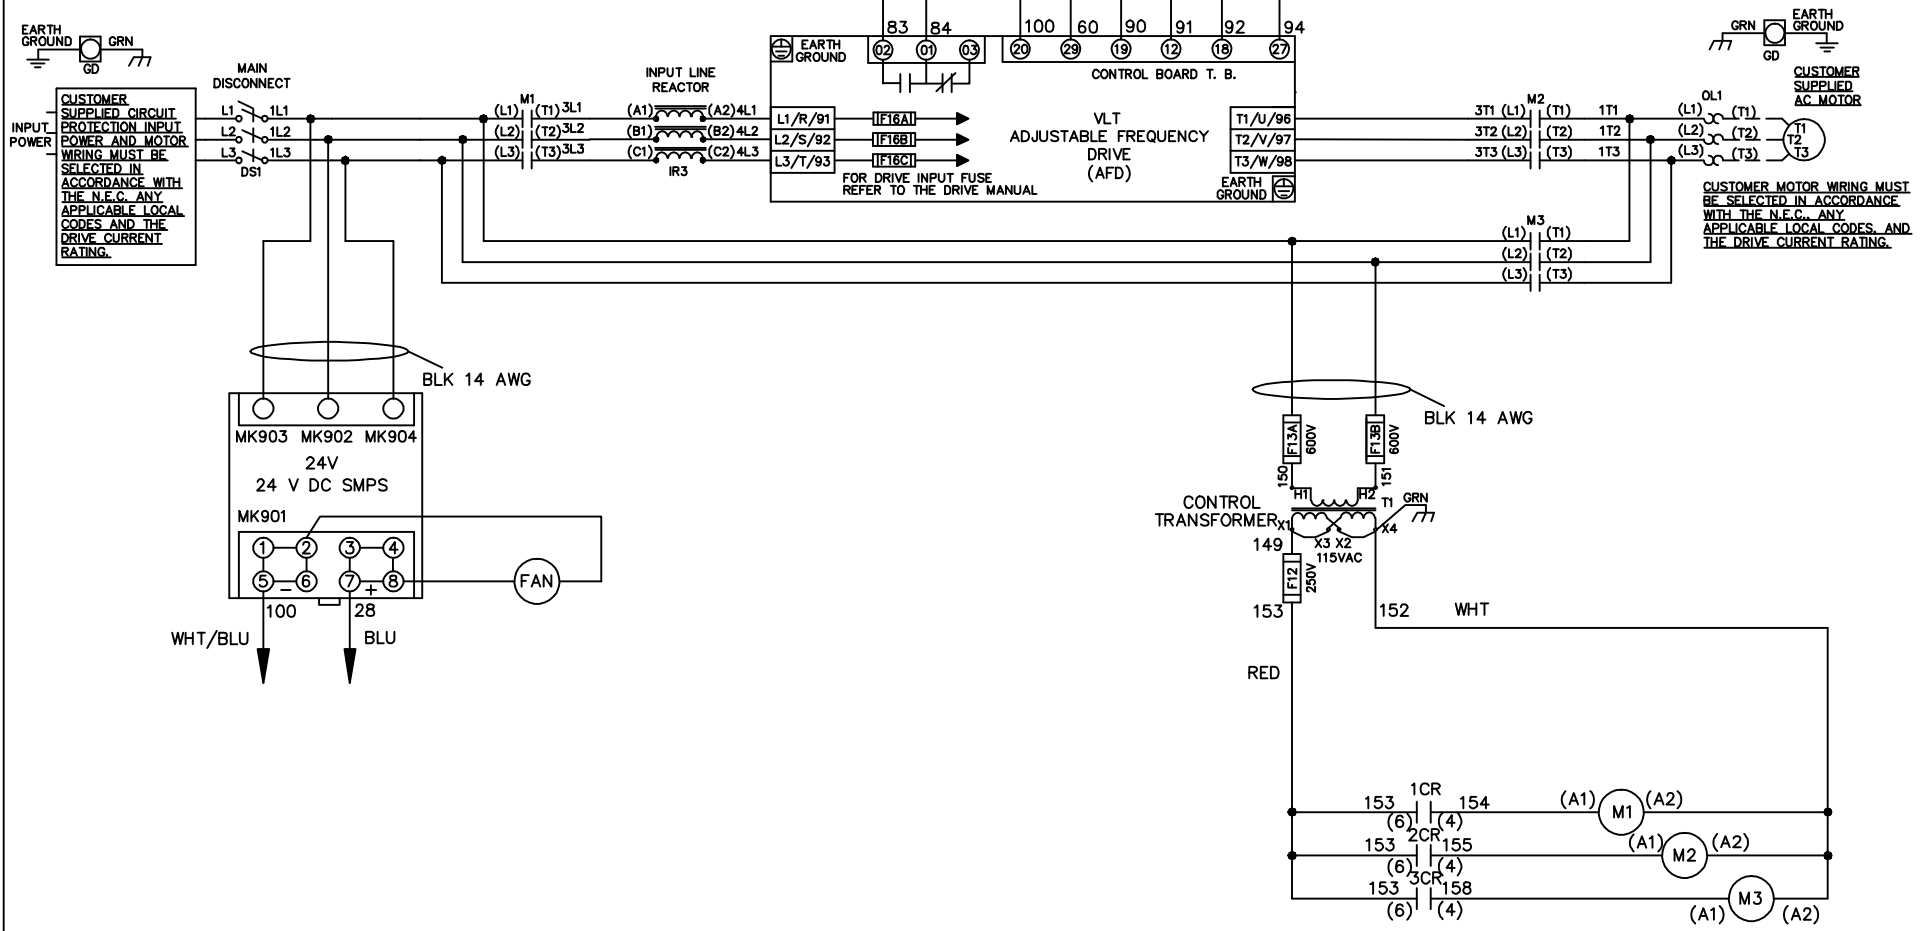 EARTH
GROUND
GRN
GD
CUSTOMER
SUPPLIED CIRCUIT
PROTECTION INPUT
POWER AND MOTOR
WIRING MUST BE
SELECTED IN
ACCORDANCE WITH
THE N.E.C. ANY
APPLICABLE LOCAL
CODES AND THE
DRIVE CURRENT
RATING.
INPUT
POWER
MAIN
DISCONNECT
L1 1L1
L2 1L2
L3 1L3
DS1
M1
(L1) (T1) 3L1
(L2) (T2) 3L2
(L3) (T3) 3L3
INPUT LINE
REACTOR
(A1) (A2) 4L1
(B1) (B2) 4L2
(C1) (C2) 4L3
IR3
83 84 100 60 90 91 92 94
EARTH
GROUND
02 01 03 20 29 19 12 18 27
CONTROL BOARD T. B.
L1/R/91
L2/S/92
L3/T/93
F16A
F16B
F16C
FOR DRIVE INPUT FUSE
REFER TO THE DRIVE MANUAL
VLT
ADJUSTABLE FREQUENCY
DRIVE
(AFD)
T1/U/96
T2/V/97
T3/W/98
EARTH
GROUND
M2
3T1 (L1) (T1) 1T1
3T2 (L2) (T2) 1T2
3T3 (L3) (T3) 1T3
OL1
(L1) (T1)
(L2) (T2)
(L3) (T3)
T1
T2
T3
GRN
EARTH
GROUND
GD
CUSTOMER
SUPPLIED
AC MOTOR
CUSTOMER MOTOR WIRING MUST
BE SELECTED IN ACCORDANCE
WITH THE N.E.C., ANY
APPLICABLE LOCAL CODES, AND
THE DRIVE CURRENT RATING.
M3
(L1) (T1)
(L2) (T2)
(L3) (T3)
BLK 14 AWG
MK903 MK902 MK904
24V
24 V DC SMPS
MK901
1 2 3 4
5 – 6 7 + 8
FAN
100 28
WHT/BLU BLU
BLK 14 AWG
F13A
600V
F13B
600V
150
151
H1 H2
T1
GRN
CONTROL
TRANSFORMER
X1
X3 X2
X4
115VAC
149
F12
250V
153
152
WHT
RED
1CR
153 154
(6) (4)
(A1) M1 (A2)
2CR
153 155
(6) (4)
(A1) M2 (A2)
3CR
153 158
(6) (4)
(A1) M3 (A2)